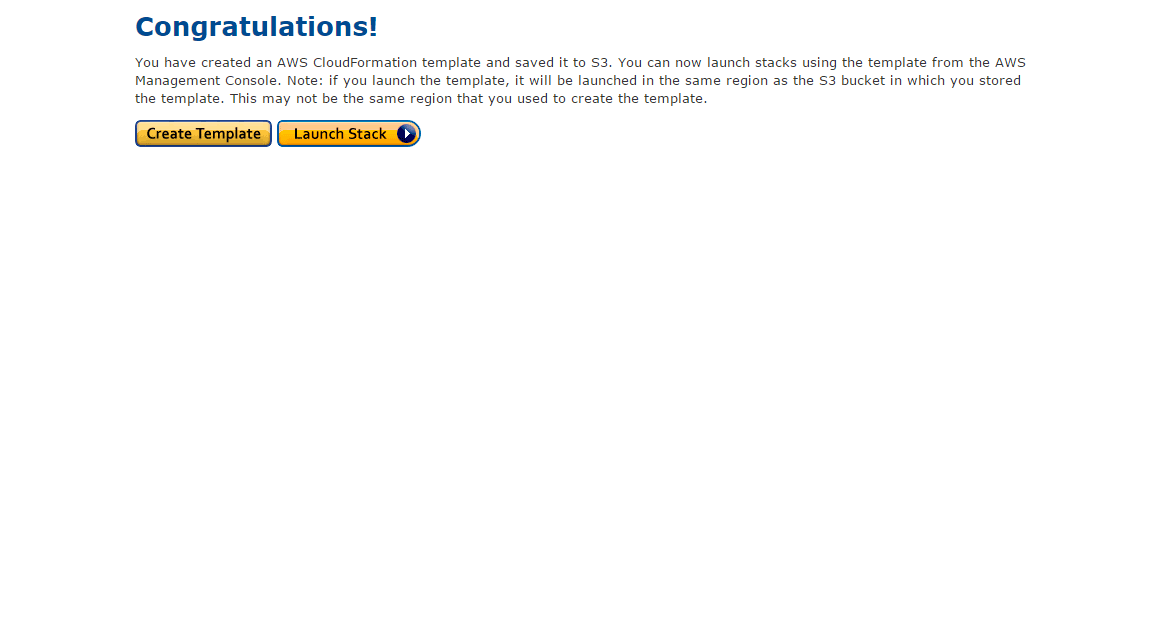 Congratulations!
You have created an AWS CloudFormation template and saved it to S3. You can now launch stacks using the template from the AWS
Management Console. Note: if you launch the template, it will be launched in the same region as the S3 bucket in which you stored
the template. This may not be the same region that you used to create the template.
Create Template Launch Stack